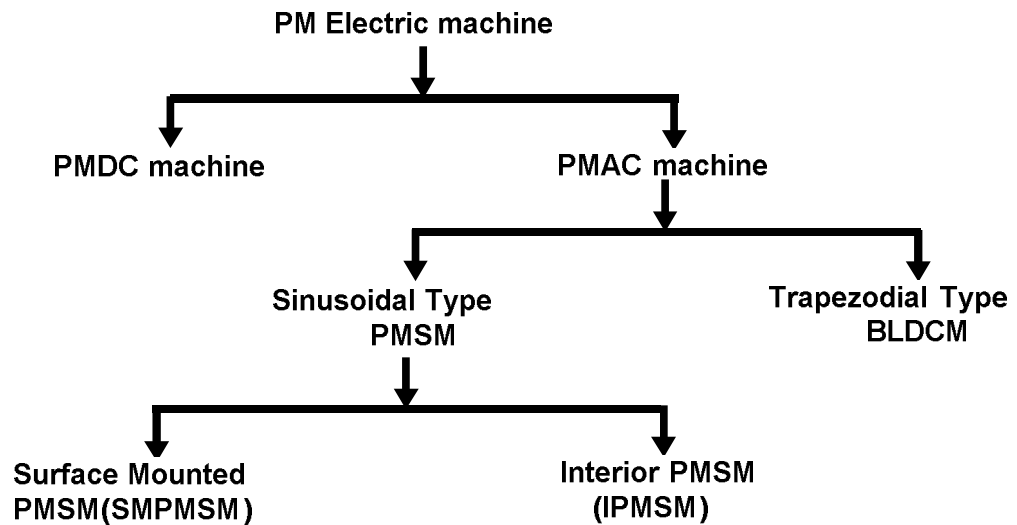 PM Electric machine
PMDC machine
PMAC machine
Sinusoidal Type
PMSM
Trapezodial Type
BLDCM
Surface Mounted
PMSM(SMPMSM)
Interior PMSM
(IPMSM)